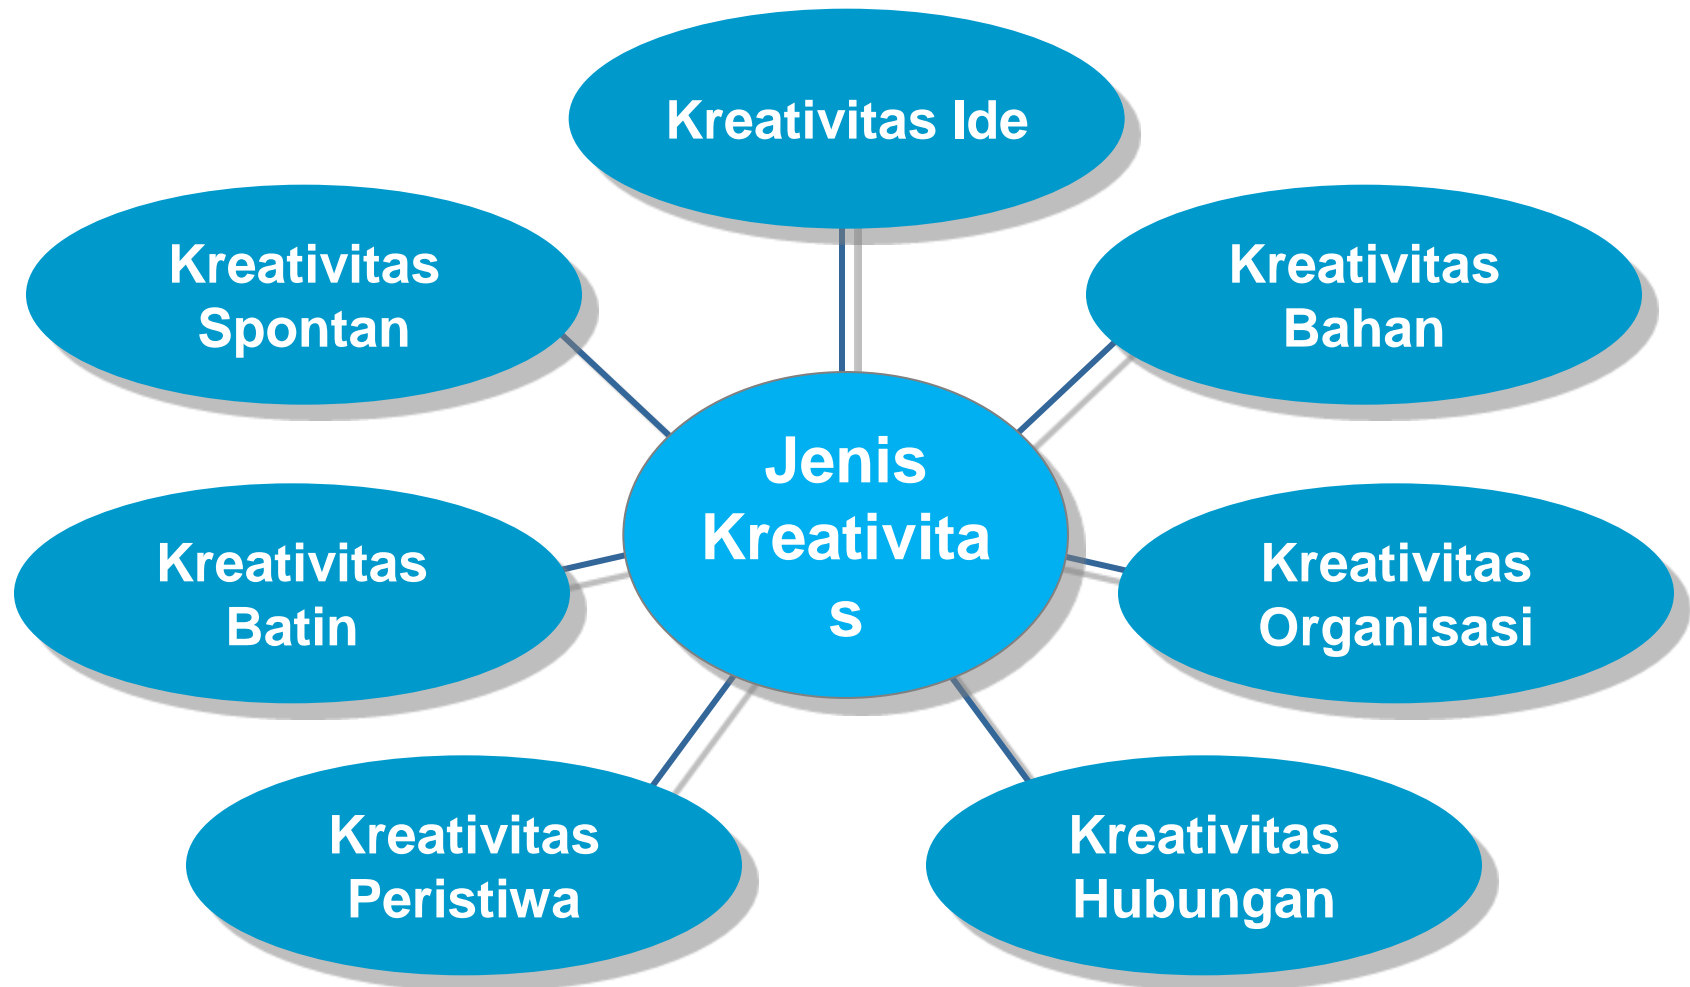 Kreativitas Ide
Kreativitas
Spontan
Kreativitas
Bahan
Jenis
Kreativita
s
Kreativitas
Batin
Kreativitas
Organisasi
Kreativitas
Peristiwa
Kreativitas
Hubungan